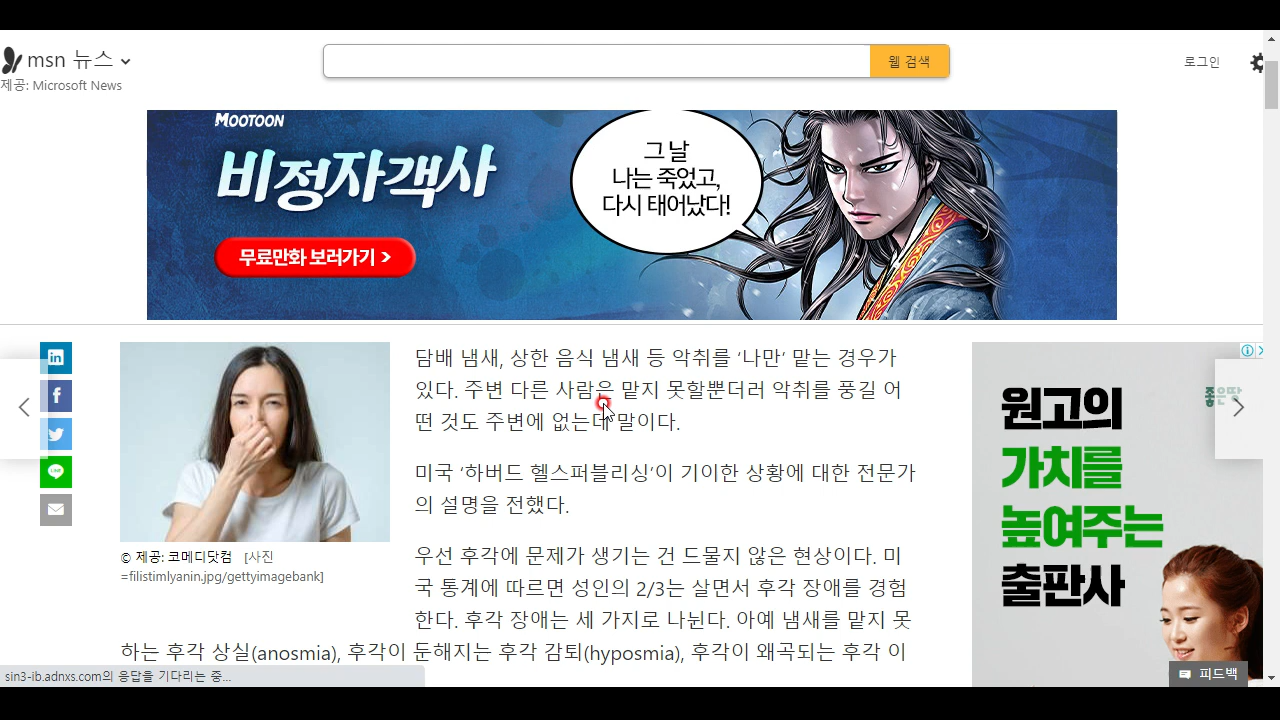 msn 뉴스
제공: Microsoft News
웹 검색
로그인
MOOTOON
비정자객사
무료만화 보러가기 >
그 날
나는 죽었고,
다시 태어났다!
담배 냄새, 상한 음식 냄새 등 악취를 ‘나만’ 맡는 경우가
있다. 주변 다른 사람은 맡지 못할뿐더러 악취를 풍길 어
떤 것도 주변에 없는데 말이다.
미국 ‘하버드 헬스퍼블리싱’이 기이한 상황에 대한 전문가
의 설명을 전했다.
우선 후각에 문제가 생기는 건 드물지 않은 현상이다. 미
국 통계에 따르면 성인의 2/3는 살면서 후각 장애를 경험
한다. 후각 장애는 세 가지로 나뉜다. 아예 냄새를 맡지 못
하는 후각 상실(anosmia), 후각이 둔해지는 후각 감퇴(hyposmia), 후각이 왜곡되는 후각 이
© 제공: 코메디닷컴 [사진
=filistimlyanin.jpg/gettyimagebank]
좋은땅
원고의
가치를
높여주는
출판사
피드백
sin3-ib.adnxs.com의 응답을 기다리는 중...